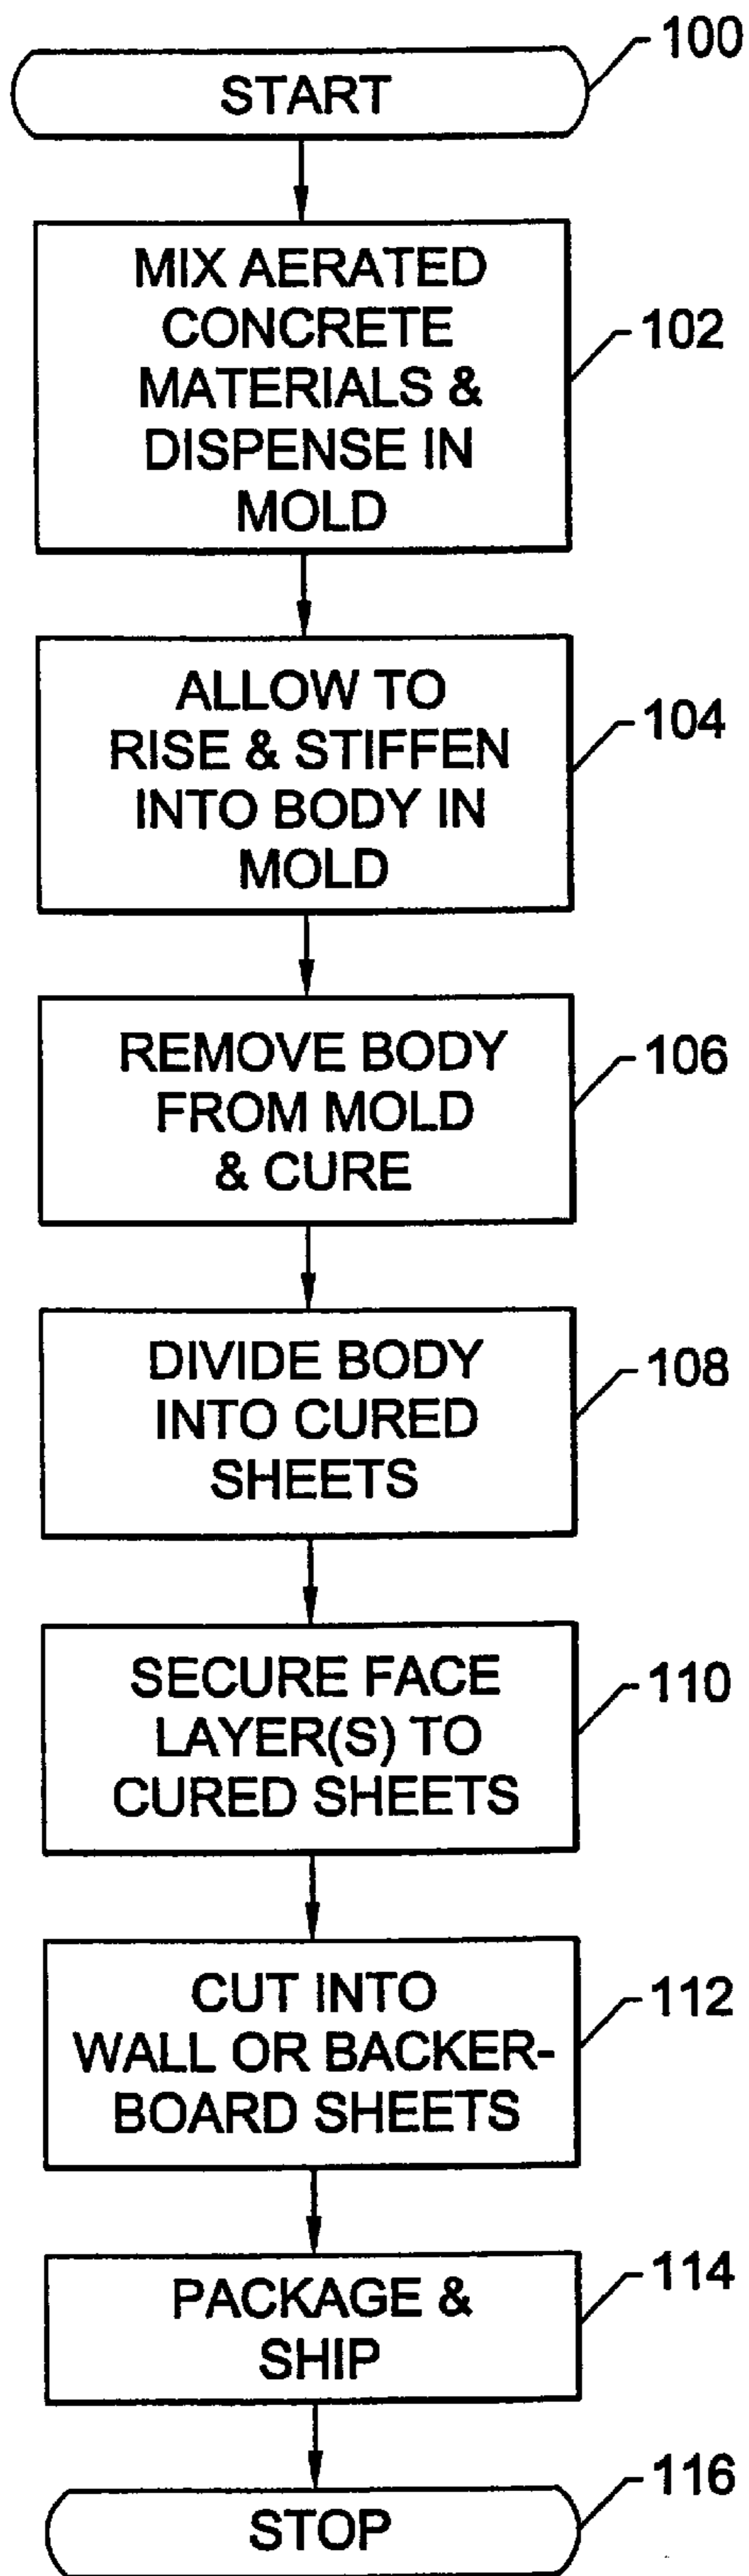 100
START
MIX AERATED
CONCRETE
MATERIALS &
DISPENSE IN
MOLD
102
ALLOW TO
RISE & STIFFEN
INTO BODY IN
MOLD
104
REMOVE BODY
FROM MOLD
& CURE
106
DIVIDE BODY
INTO CURED
SHEETS
108
SECURE FACE
LAYER(S) TO
CURED SHEETS
110
CUT INTO
WALL OR BACKER-
BOARD SHEETS
112
PACKAGE &
SHIP
114
STOP
116